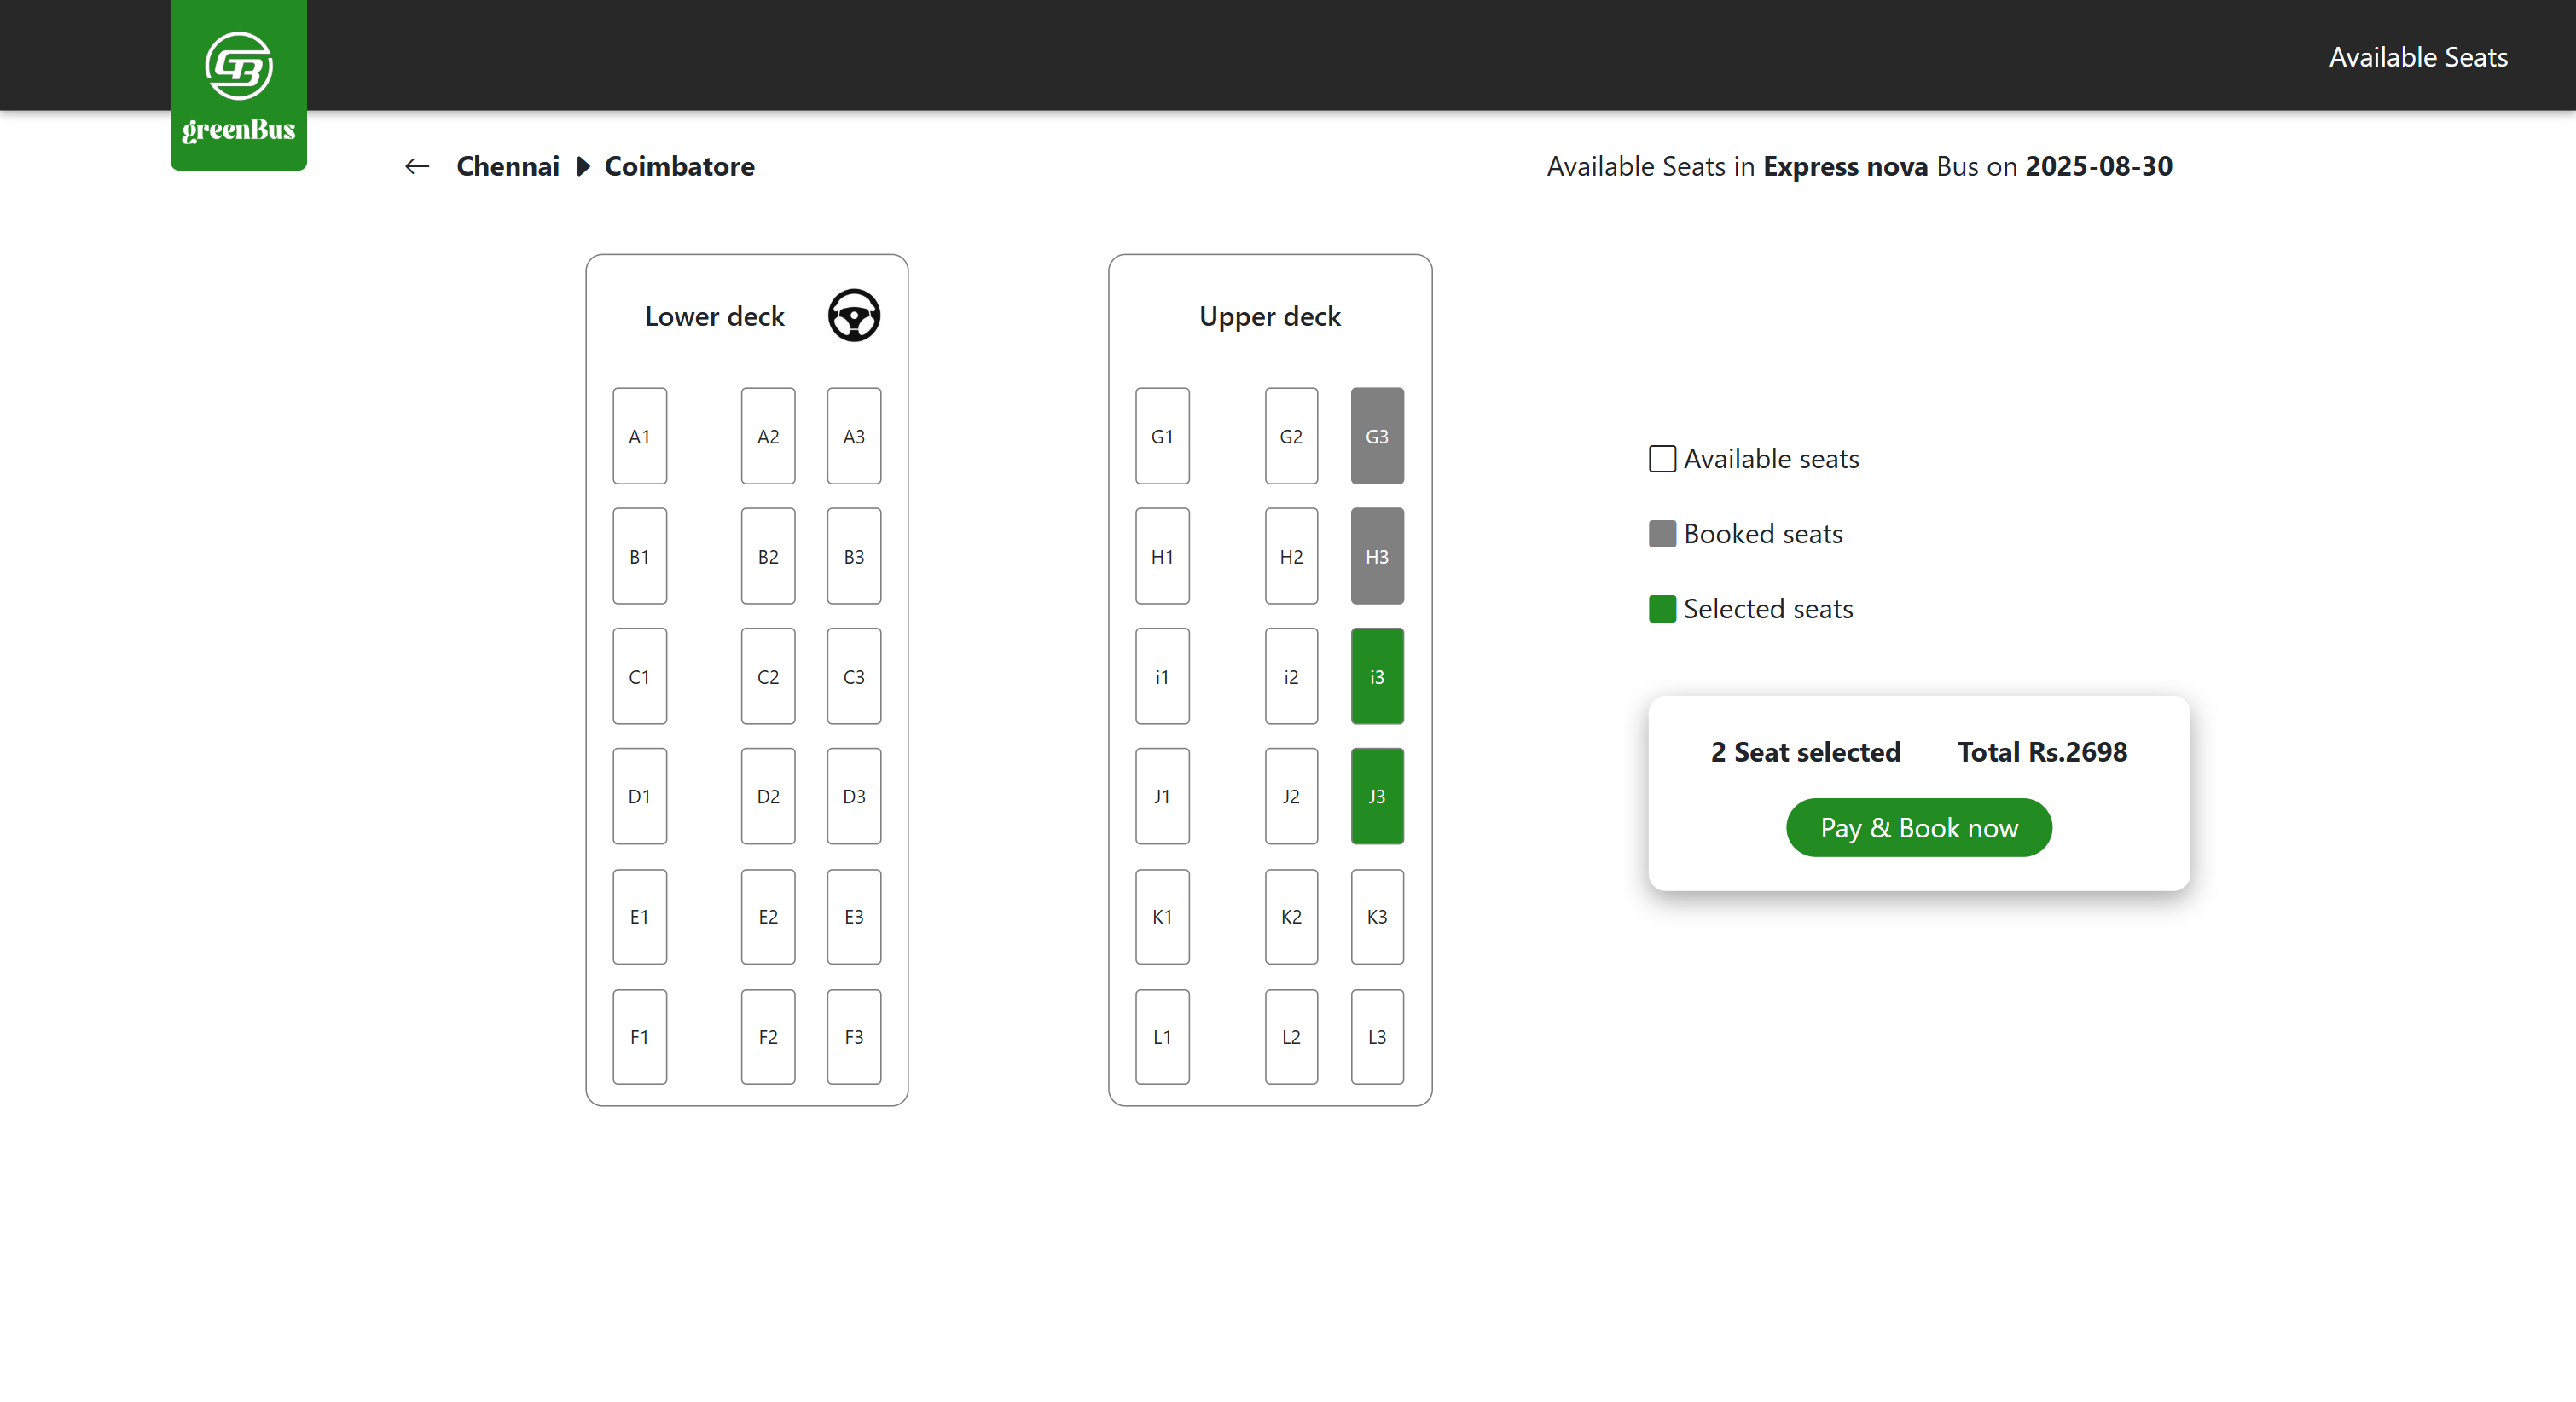 Available Seats
greenBus
Chennai Coimbatore
Available Seats in Express nova Bus on 2025-08-30
Lower deck
A1 A2 A3
B1 B2 B3
C1 C2 C3
D1 D2 D3
E1 E2 E3
F1 F2 F3
Upper deck
G1 G2 G3
H1 H2 H3
i1 i2 i3
J1 J2 J3
K1 K2 K3
L1 L2 L3
Available seats
Booked seats
Selected seats
2 Seat selected Total Rs.2698
Pay & Book now